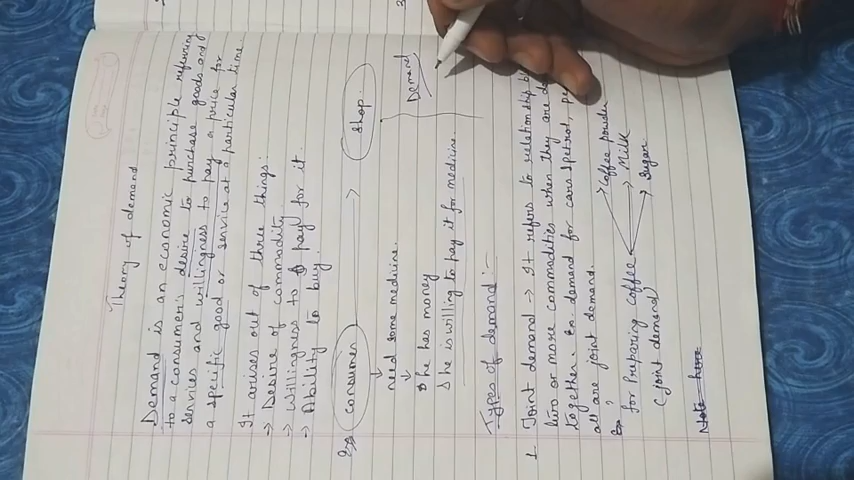 Theory of demand
Demand is an economic principle referring
to a consumer's desire to purchase goods and
services and willingness to pay a price for
a specific good or service at a particular time.
It arises out of three things:
→ Desire of commodity
→ Willingness to pay for it.
→ Ability to buy.
Ex consumer → shop.
↓
need some medicine.
↓
she has money
she is willing to pay it for medicine.
Demand
Types of demand:-
1. Joint demand → It refers to relationship b
two or more commodities when they are de
together. Ex. demand for cars & petrol, pe
all are joint demand.
Ex for Preparing coffee → Coffee powder
→ Milk
→ Sugar
(joint demand)